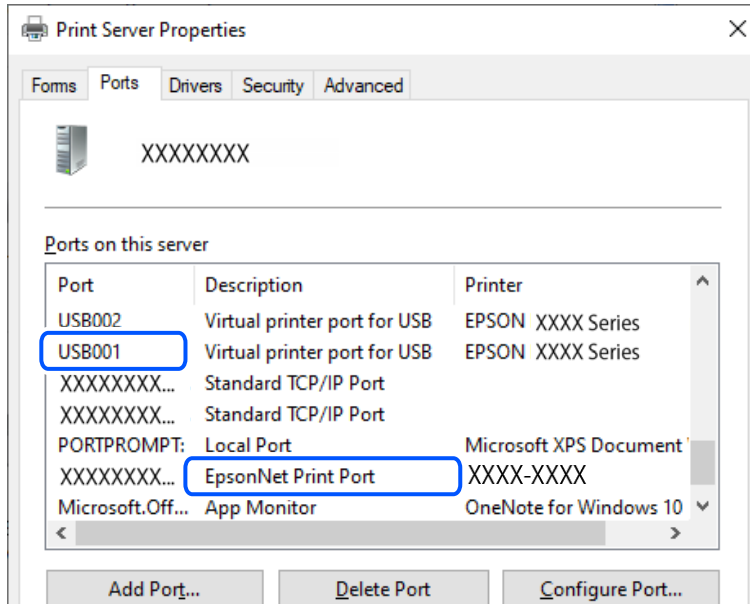 Print Server Properties
Forms Ports Drivers Security Advanced
XXXXXXXX
Ports on this server
Port Description Printer
USB002 Virtual printer port for USB EPSON XXXX Series
USB001 Virtual printer port for USB EPSON XXXX Series
XXXXXXXX... Standard TCP/IP Port
XXXXXXXX... Standard TCP/IP Port
PORTPROMPT: Local Port Microsoft XPS Document
XXXXXXXX... EpsonNet Print Port XXXX-XXXX
Microsoft.Off... App Monitor OneNote for Windows 10
Add Port... Delete Port Configure Port...